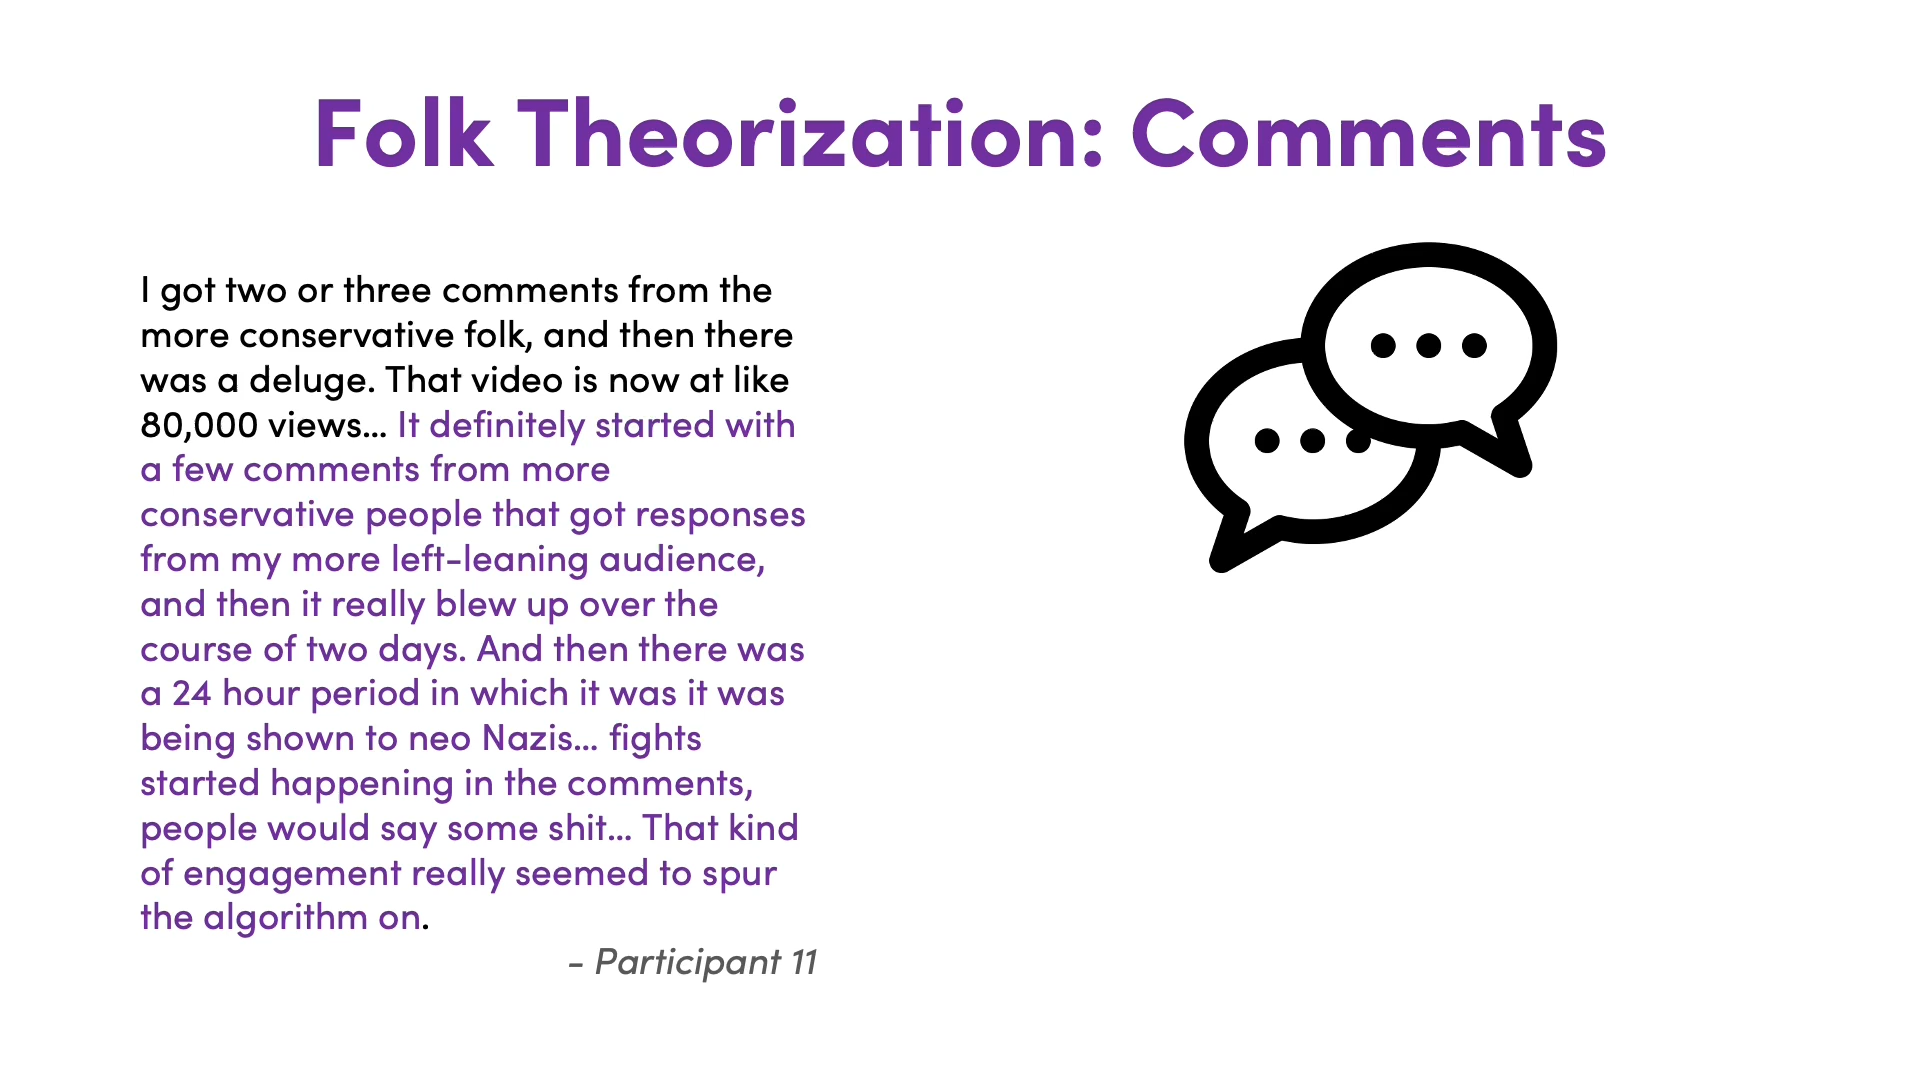 Folk Theorization: Comments
I got two or three comments from the
more conservative folk, and then there
was a deluge. That video is now at like
80,000 views... It definitely started with
a few comments from more
conservative people that got responses
from my more left-leaning audience,
and then it really blew up over the
course of two days. And then there was
a 24 hour period in which it was it was
being shown to neo Nazis... fights
started happening in the comments,
people would say some shit... That kind
of engagement really seemed to spur
the algorithm on.
- Participant 11